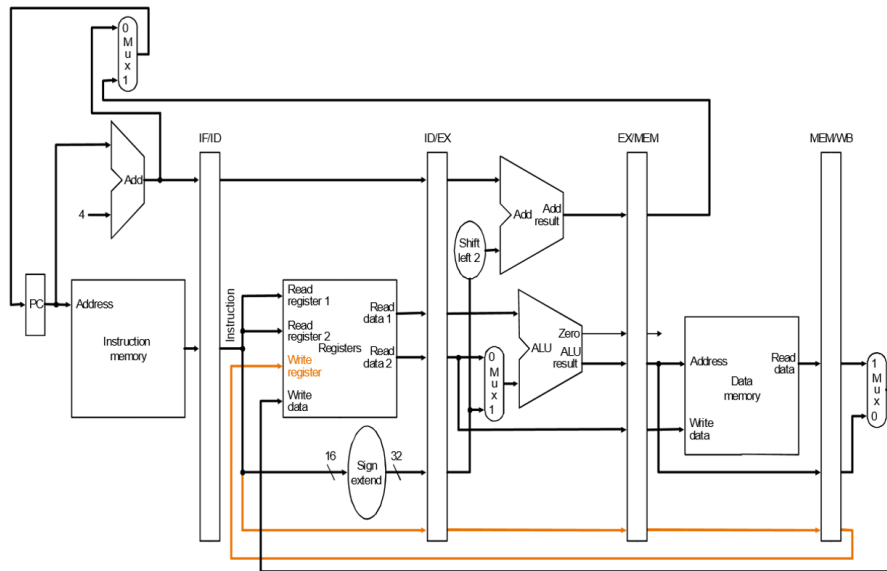 0
M
u
x
1
IF/ID
ID/EX
EX/MEM
MEM/WB
Add
4
Add
Add
result
Shift
left 2
PC
Address
Instruction
memory
Instruction
Read
register 1
Read
register 2
Write
register
Write
data
Registers
Read
data 1
Read
data 2
0
M
u
x
1
ALU
Zero
ALU
result
Address
Write
data
Data
memory
Read
data
1
M
u
x
0
16
Sign
extend
32